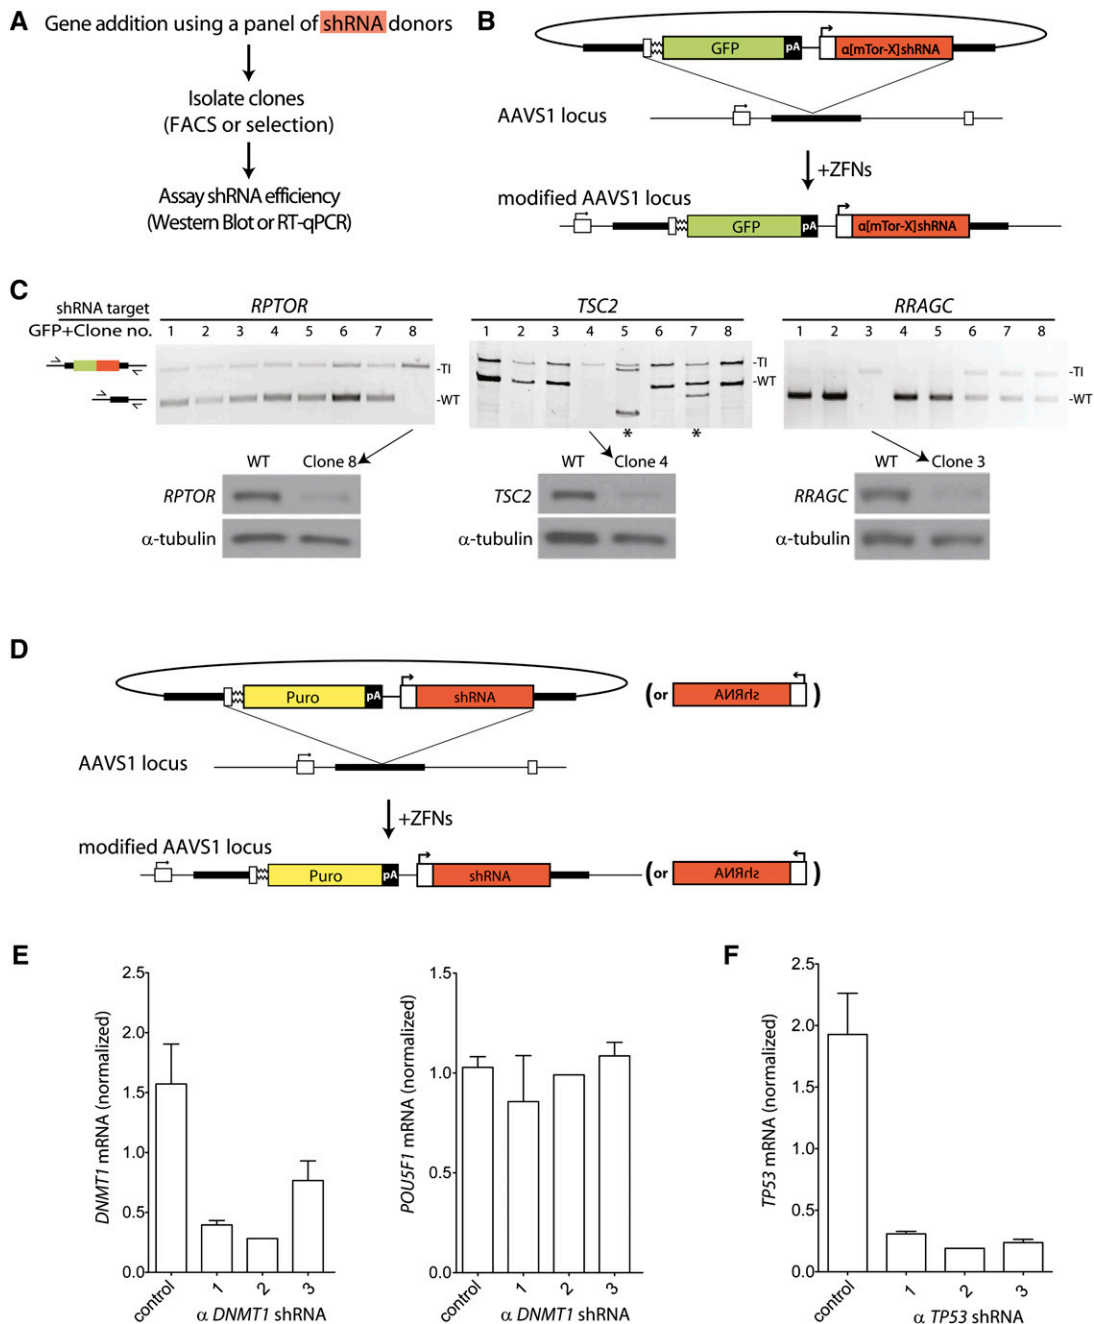 A Gene addition using a panel of shRNA donors
Isolate clones
(FACS or selection)
Assay shRNA efficiency
(Western Blot or RT-qPCR)
B
GFP pA α[mTor-X]shRNA
AAVS1 locus
+ZFNs
modified AAVS1 locus
GFP pA α[mTor-X]shRNA
C
shRNA target RPTOR TSC2 RRAGC
GFP+Clone no. 1 2 3 4 5 6 7 8 1 2 3 4 5 6 7 8 1 2 3 4 5 6 7 8
-TI -TI -TI
-WT -WT -WT
* *
WT Clone 8 WT Clone 4 WT Clone 3
RPTOR TSC2 RRAGC
α-tubulin α-tubulin α-tubulin
D
Puro pA shRNA (or shRNA)
AAVS1 locus
+ZFNs
modified AAVS1 locus
Puro pA shRNA (or shRNA)
E
DNMT1 mRNA (normalized)
2.5
2.0
1.5
1.0
0.5
0.0
control 1 2 3
α DNMT1 shRNA
POU5F1 mRNA (normalized)
1.5
1.0
0.5
0.0
control 1 2 3
α DNMT1 shRNA
F
TP53 mRNA (normalized)
2.5
2.0
1.5
1.0
0.5
0.0
control 1 2 3
α TP53 shRNA